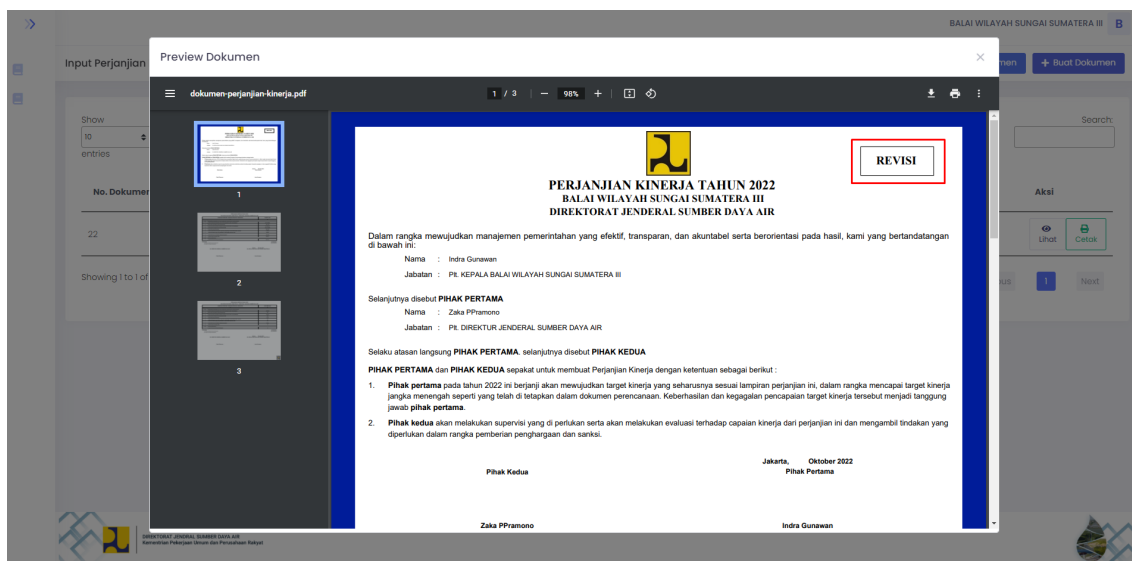 BALAI WILAYAH SUNGAI SUMATERA III B
Input Perjanjian
men
+ Buat Dokumen
Preview Dokumen
×
dokumen-perjanjian-kinerja.pdf
1 / 3
98%
Show
10
entries
Search:
No. Dokumen
Aksi
22
Lihat
Cetak
Showing 1 to 1 of
us
1
Next
1
2
3
REVISI
PERJANJIAN KINERJA TAHUN 2022
BALAI WILAYAH SUNGAI SUMATERA III
DIREKTORAT JENDERAL SUMBER DAYA AIR
Dalam rangka mewujudkan manajemen pemerintahan yang efektif, transparan, dan akuntabel serta berorientasi pada hasil, kami yang bertandatangan
di bawah ini:
Nama : Indra Gunawan
Jabatan : Plt. KEPALA BALAI WILAYAH SUNGAI SUMATERA III
Selanjutnya disebut PIHAK PERTAMA
Nama : Zaka PPramono
Jabatan : Plt. DIREKTUR JENDERAL SUMBER DAYA AIR
Selaku atasan langsung PIHAK PERTAMA. selanjutnya disebut PIHAK KEDUA
PIHAK PERTAMA dan PIHAK KEDUA sepakat untuk membuat Perjanjian Kinerja dengan ketentuan sebagai berikut :
1. Pihak pertama pada tahun 2022 ini berjanji akan mewujudkan target kinerja yang seharusnya sesuai lampiran perjanjian ini, dalam rangka mencapai target kinerja
jangka menengah seperti yang telah di tetapkan dalam dokumen perencanaan. Keberhasilan dan kegagalan pencapaian target kinerja tersebut menjadi tanggung
jawab pihak pertama.
2. Pihak kedua akan melakukan supervisi yang di perlukan serta akan melakukan evaluasi terhadap capaian kinerja dari perjanjian ini dan mengambil tindakan yang
diperlukan dalam rangka pemberian penghargaan dan sanksi.
Jakarta, Oktober 2022
Pihak Kedua
Pihak Pertama
Zaka PPramono
Indra Gunawan
DIREKTORAT JENDRAL SUMBER DAYA AIR
Kementrian Pekerjaan Umum dan Perumahan Rakyat